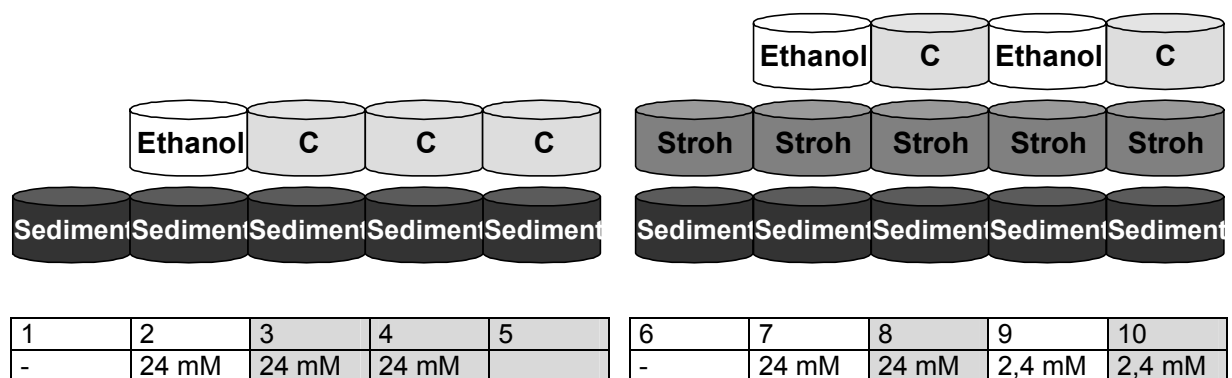 Ethanol C Ethanol C
Ethanol C C C Stroh Stroh Stroh Stroh Stroh
Sediment Sediment Sediment Sediment Sediment Sediment Sediment Sediment Sediment Sediment
1 2 3 4 5 6 7 8 9 10
- 24 mM 24 mM 24 mM - 24 mM 24 mM 2,4 mM 2,4 mM